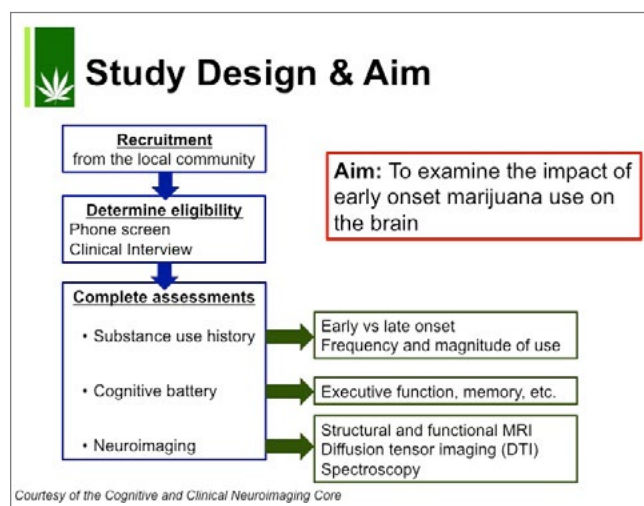 Study Design & Aim
Recruitment
from the local community
Aim: To examine the impact of
early onset marijuana use on
the brain
Determine eligibility
Phone screen
Clinical Interview
Complete assessments
• Substance use history
Early vs late onset
Frequency and magnitude of use
• Cognitive battery
Executive function, memory, etc.
• Neuroimaging
Structural and functional MRI
Diffusion tensor imaging (DTI)
Spectroscopy
Courtesy of the Cognitive and Clinical Neuroimaging Core